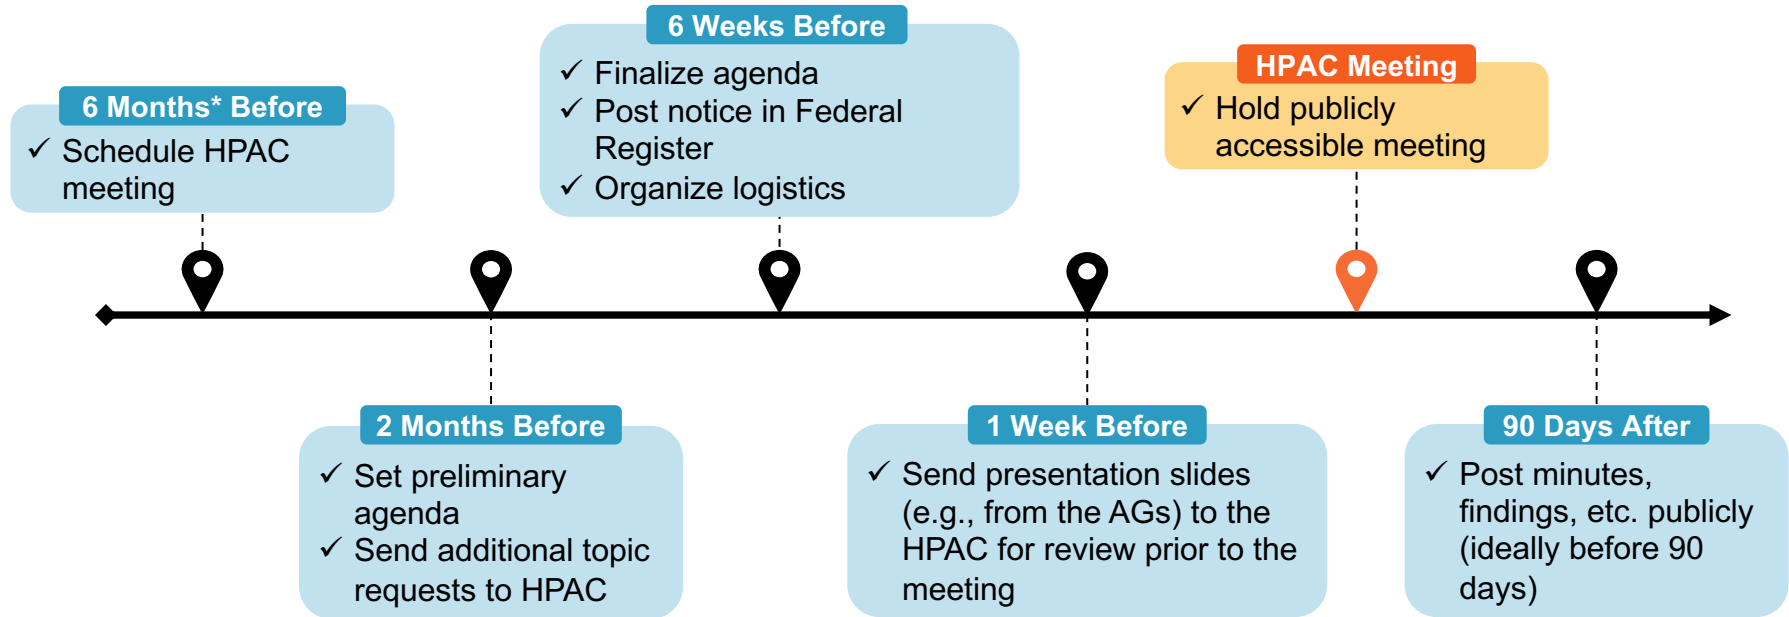 6 Months* Before
✓ Schedule HPAC
meeting
2 Months Before
✓ Set preliminary
agenda
✓ Send additional topic
requests to HPAC
6 Weeks Before
✓ Finalize agenda
✓ Post notice in Federal
Register
✓ Organize logistics
1 Week Before
✓ Send presentation slides
(e.g., from the AGs) to the
HPAC for review prior to the
meeting
HPAC Meeting
✓ Hold publicly
accessible meeting
90 Days After
✓ Post minutes,
findings, etc. publicly
(ideally before 90
days)